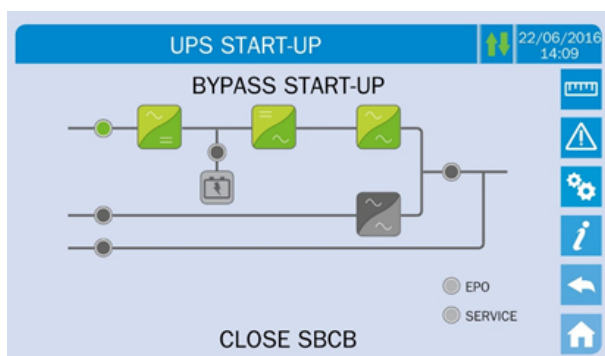 UPS START-UP
22/06/2016
14:09
BYPASS START-UP
EPO
SERVICE
CLOSE SBCB